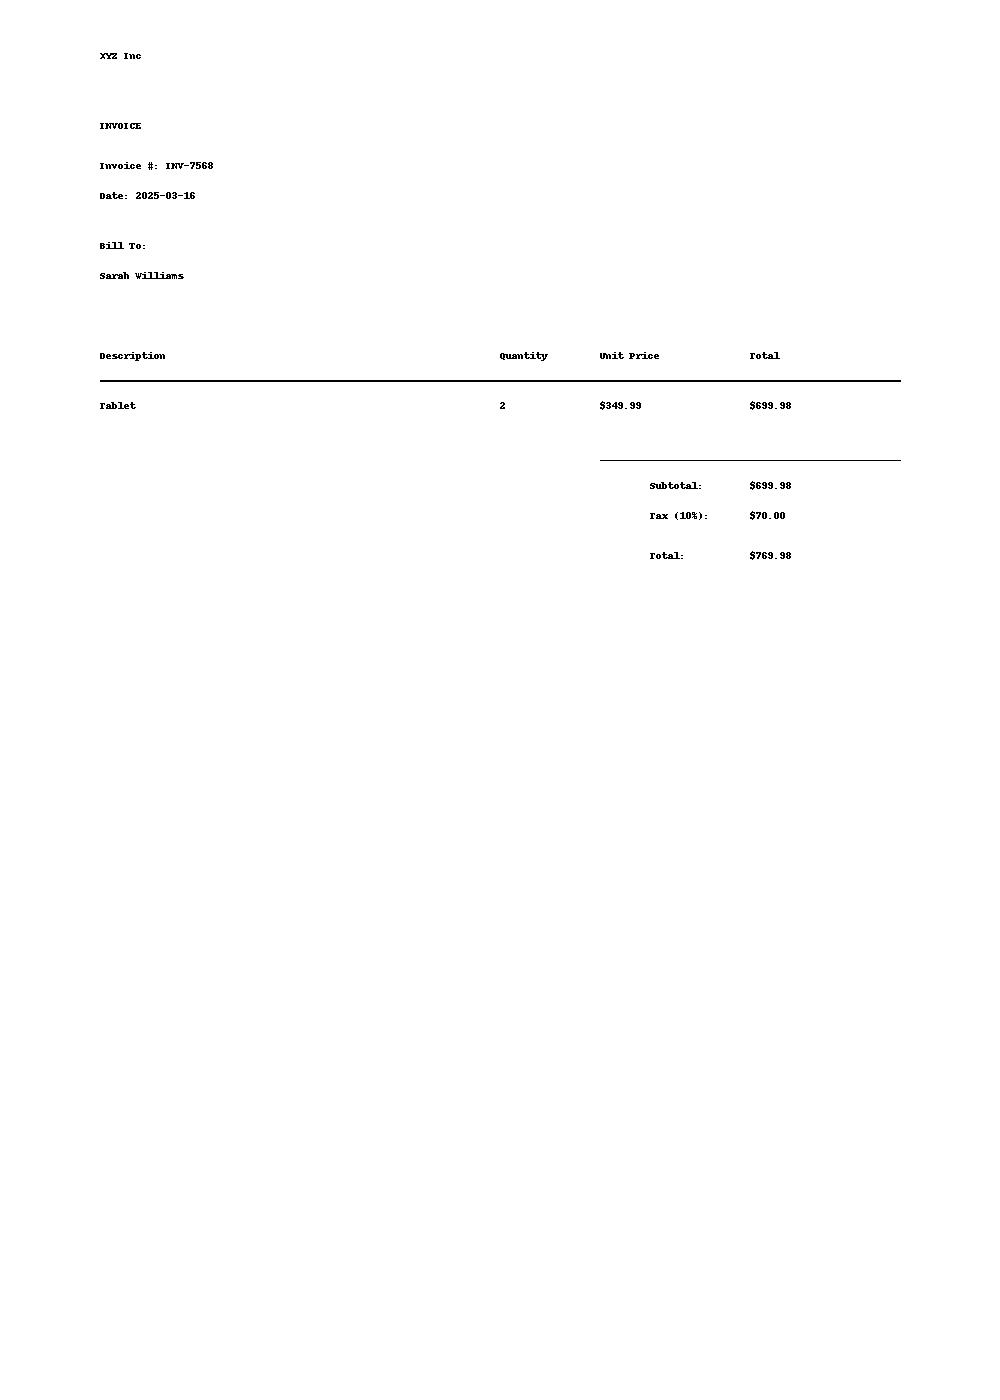 XYZ Inc
INVOICE
Invoice #: INV-7568
Date: 2025-03-16
Bill To:
Sarah Williams
Description Quantity Unit Price Total
Tablet 2 $349.99 $699.98
Subtotal: $699.98
Tax (10%): $70.00
Total: $769.98